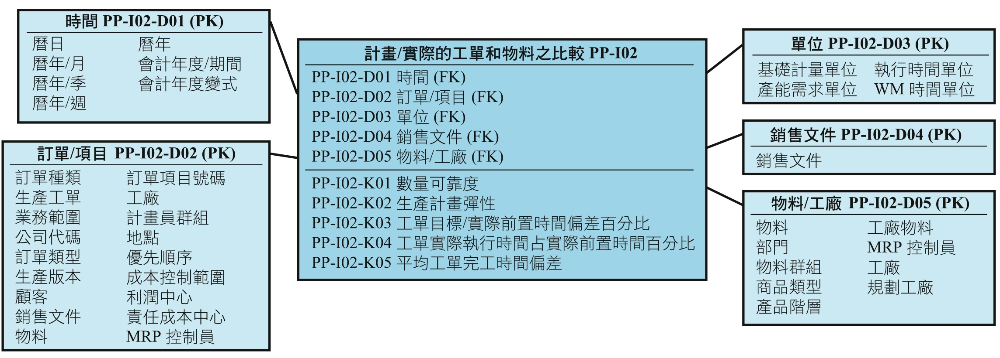 時間 PP-I02-D01 (PK)
曆日 曆年
曆年/月 會計年度/期間
曆年/季 會計年度變式
曆年/週
訂單/項目 PP-I02-D02 (PK)
訂單種類 訂單項目號碼
生產工單 工廠
業務範圍 計畫員群組
公司代碼 地點
訂單類型 優先順序
生產版本 成本控制範圍
顧客 利潤中心
銷售文件 責任成本中心
物料 MRP 控制員
計畫/實際的工單和物料之比較 PP-I02
PP-I02-D01 時間 (FK)
PP-I02-D02 訂單/項目 (FK)
PP-I02-D03 單位 (FK)
PP-I02-D04 銷售文件 (FK)
PP-I02-D05 物料/工廠 (FK)
PP-I02-K01 數量可靠度
PP-I02-K02 生產計畫彈性
PP-I02-K03 工單目標/實際前置時間偏差百分比
PP-I02-K04 工單實際執行時間占實際前置時間百分比
PP-I02-K05 平均工單完工時間偏差
單位 PP-I02-D03 (PK)
基礎計量單位 執行時間單位
產能需求單位 WM 時間單位
銷售文件 PP-I02-D04 (PK)
銷售文件
物料/工廠 PP-I02-D05 (PK)
物料 工廠物料
部門 MRP 控制員
物料群組 工廠
商品類型 規劃工廠
產品階層